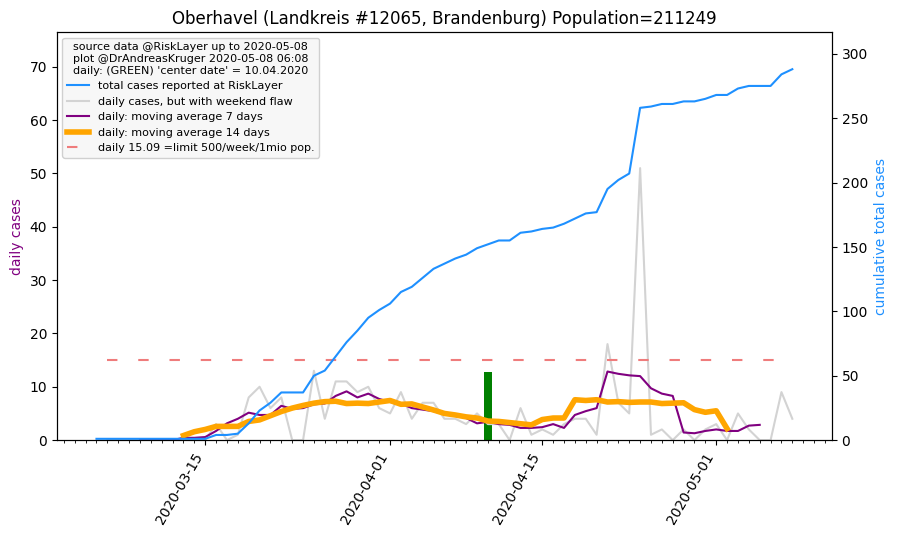 Oberhavel (Landkreis #12065, Brandenburg) Population=211249
source data @RiskLayer up to 2020-05-08
plot @DrAndreasKruger 2020-05-08 06:08
daily: (GREEN) 'center date' = 10.04.2020
total cases reported at RiskLayer
daily cases, but with weekend flaw
daily: moving average 7 days
daily: moving average 14 days
daily 15.09 =limit 500/week/1mio pop.
daily cases
70
60
50
40
30
20
10
0
300
250
200
150
100
50
0
cumulative total cases
2020-03-15
2020-04-01
2020-04-15
2020-05-01